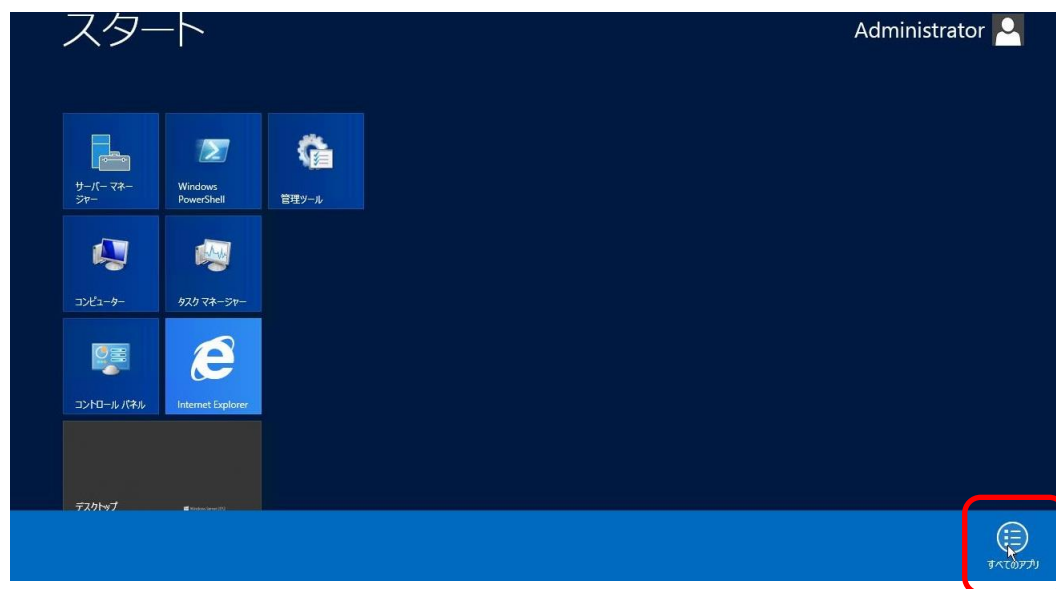 スタート
Administrator
サーバー マネー
ジャー
Windows
PowerShell
管理ツール
コンピューター
タスク マネージャー
コントロール パネル
Internet Explorer
デスクトップ
すべてのアプリ